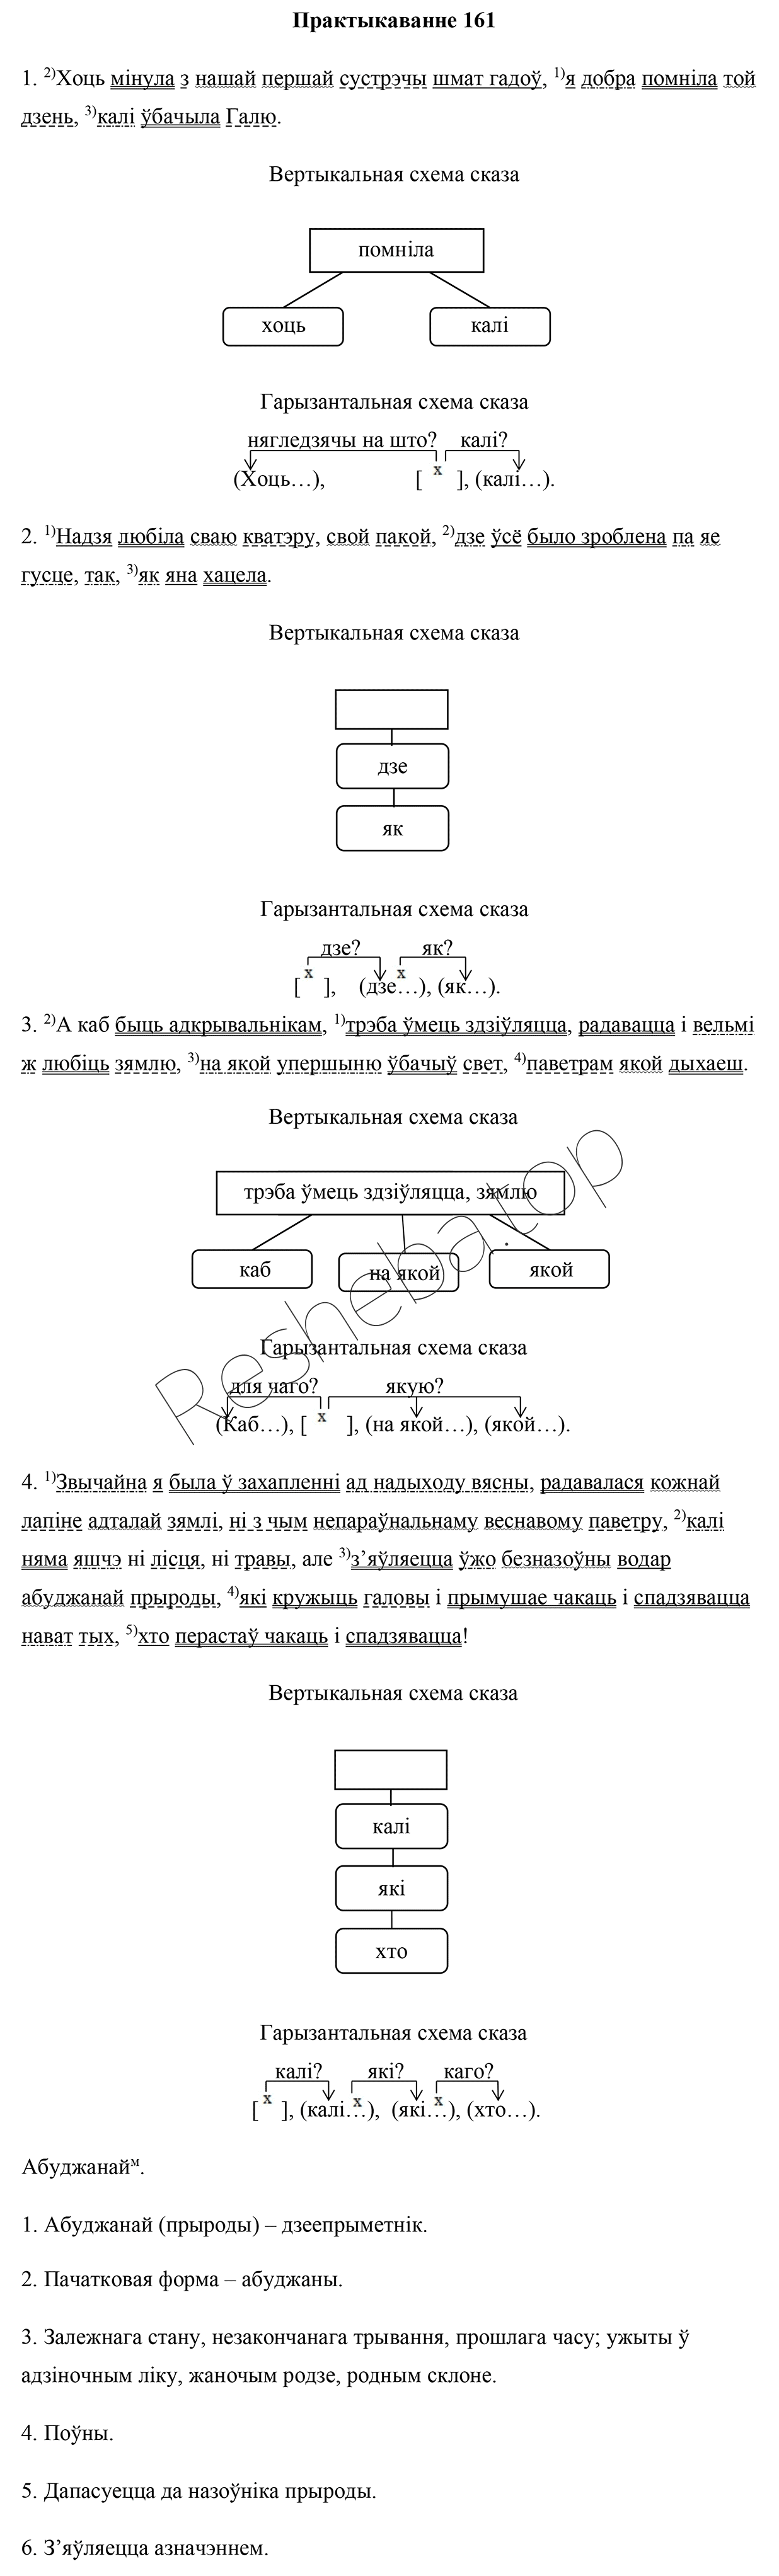 Практыкаванне 161
1. 2)Хоць мінула з нашай першай сустрэчы шмат гадоў, 1)я добра помніла той
дзень, 3)калі ўбачыла Галю.
Вертыкальная схема сказа
помніла
хоць калі
Гарызантальная схема сказа
нягледзячы на што? калі?
(Хоць…), [ х ], (калі…).
2. 1)Надзя любіла сваю кватэру, свой пакой, 2)дзе ўсё было зроблена па яе
гусце, так, 3)як яна хацела.
Вертыкальная схема сказа
дзе
як
Гарызантальная схема сказа
дзе? як?
[ х ], (дзе…), х (як…).
3. 2)А каб быць адкрывальнікам, 1)трэба ўмець здзіўляцца, радавацца і вельмі
ж любіць зямлю, 3)на якой упершыню ўбачыў свет, 4)паветрам якой дыхаеш.
Вертыкальная схема сказа
трэба ўмець здзіўляцца, зямлю
каб на якой якой
Resheba.top
Гарызантальная схема сказа
для чаго? якую?
(Каб…), [ х ], (на якой…), (якой…).
4. 1)Звычайна я была ў захапленні ад надыходу вясны, радавалася кожнай
лапіне адталай зямлі, ні з чым непараўнальнаму веснавому паветру, 2)калі
няма яшчэ ні лісця, ні травы, але 3)з’яўляецца ўжо безназоўны водар
абуджанай прыроды, 4)які кружыць галовы і прымушае чакаць і спадзявацца
нават тых, 5)хто перастаў чакаць і спадзявацца!
Вертыкальная схема сказа
калі
які
хто
Гарызантальная схема сказа
калі? які? каго?
[ х ], (калі…х), (які…х), (хто…).
Абуджанайм.
1. Абуджанай (прыроды) – дзеепрыметнік.
2. Пачатковая форма – абуджаны.
3. Залежнага стану, незакончанага трывання, прошлага часу; ужыты ў
адзіночным ліку, жаночым родзе, родным склоне.
4. Поўны.
5. Дапасуецца да назоўніка прыроды.
6. З’яўляецца азначэннем.